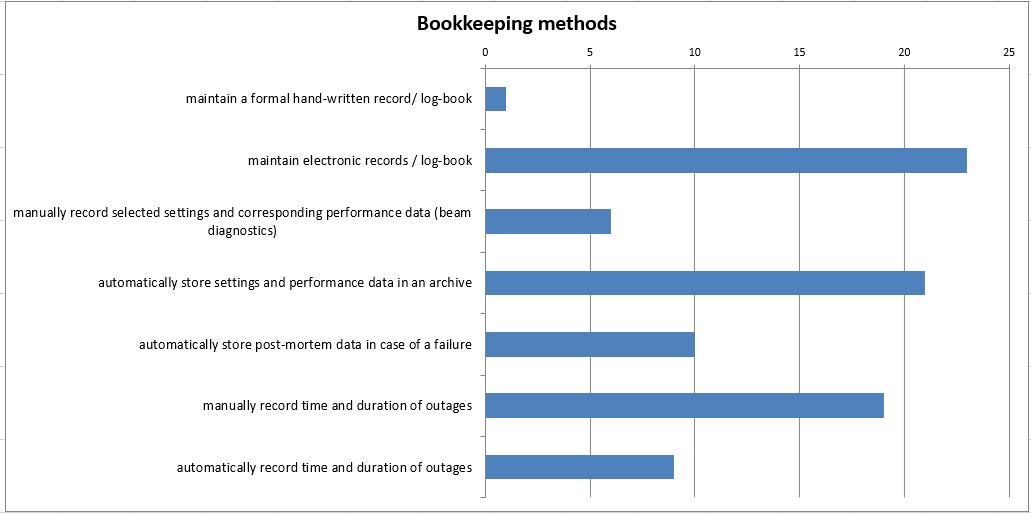 Bookkeeping methods
0 5 10 15 20 25
maintain a formal hand-written record/ log-book
maintain electronic records / log-book
manually record selected settings and corresponding performance data (beam
diagnostics)
automatically store settings and performance data in an archive
automatically store post-mortem data in case of a failure
manually record time and duration of outages
automatically record time and duration of outages